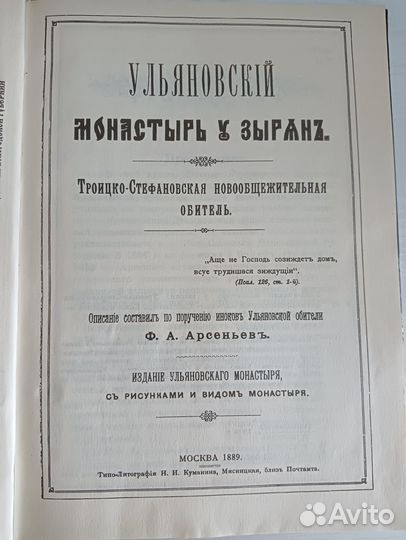 УЛЬЯНОВСКІЙ
МОНАСТЫРЬ У ЗЫРЯНЪ.
ТРОИЦКО-СТЕФАНОВСКАЯ НОВООБЩЕЖИТЕЛЬНАЯ
ОБИТЕЛЬ.
„Аще не Господь созиждетъ домъ,
всуе трудишася зиждущіи“.
(Псал. 126, ст. 1-й).
Описаніе составилъ по порученію иноковъ Ульяновской обители
Ф. А. Арсеньевъ.
ИЗДАНІЕ УЛЬЯНОВСКАГО МОНАСТЫРЯ,
СЪ РИСУНКАМИ И ВИДОМЪ МОНАСТЫРЯ.
МОСКВА 1889.
Типо-Литографія И. И. Куманина, Мясницкая, близъ Почтамта.
Avito